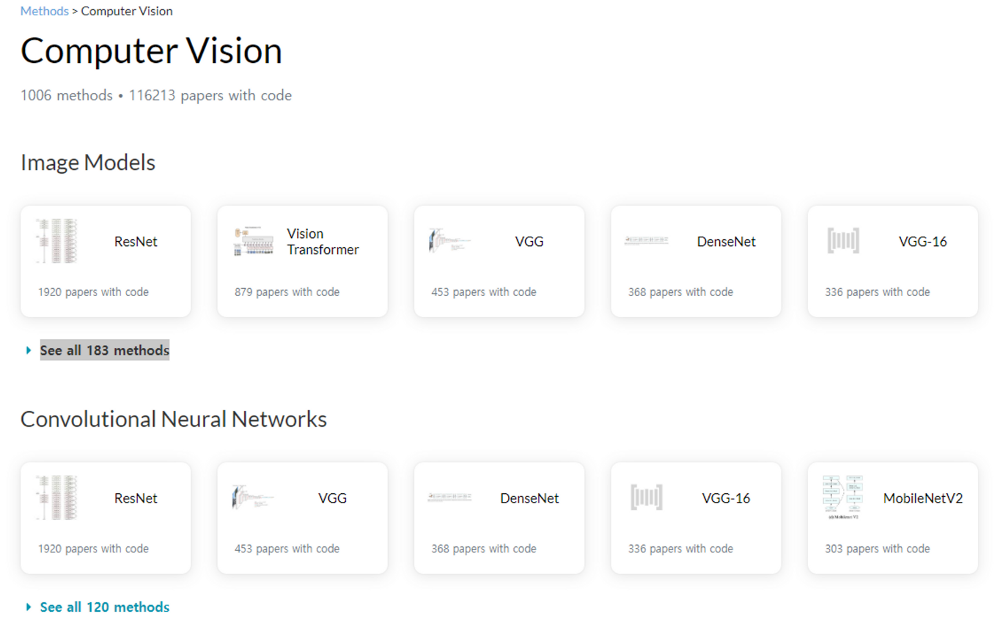 Methods > Computer Vision
Computer Vision
1006 methods • 116213 papers with code
Image Models
ResNet
1920 papers with code
Vision
Transformer
879 papers with code
VGG
453 papers with code
DenseNet
368 papers with code
VGG-16
336 papers with code
See all 183 methods
Convolutional Neural Networks
ResNet
1920 papers with code
VGG
453 papers with code
DenseNet
368 papers with code
VGG-16
336 papers with code
MobileNetV2
303 papers with code
See all 120 methods